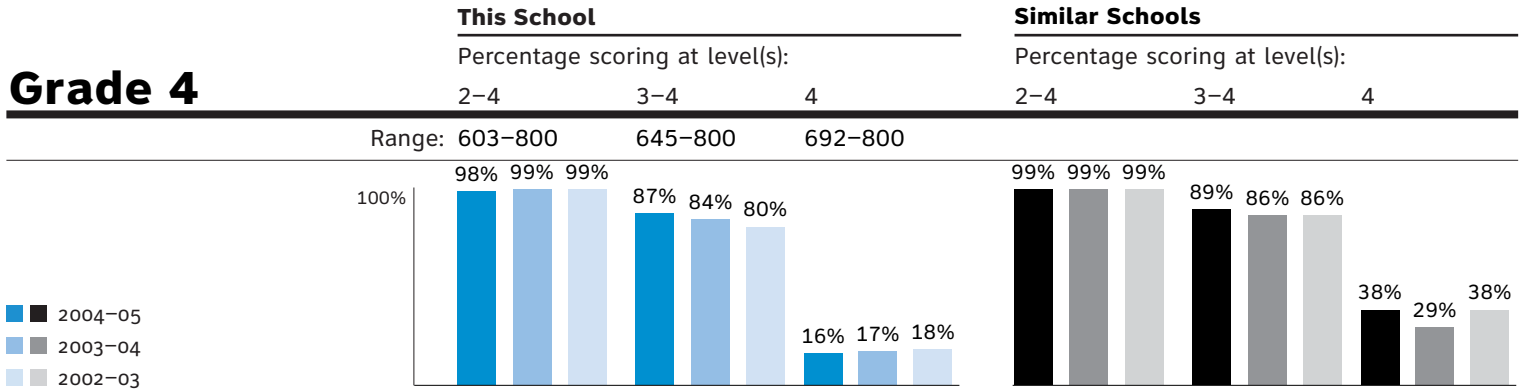 This School Similar Schools
Percentage scoring at level(s): Percentage scoring at level(s):
Grade 4 2–4 3–4 4 2–4 3–4 4
Range: 603–800 645–800 692–800
98% 99% 99% 87% 84% 80% 16% 17% 18% 99% 99% 99% 89% 86% 86% 38% 29% 38%
100%
2004–05
2003–04
2002–03